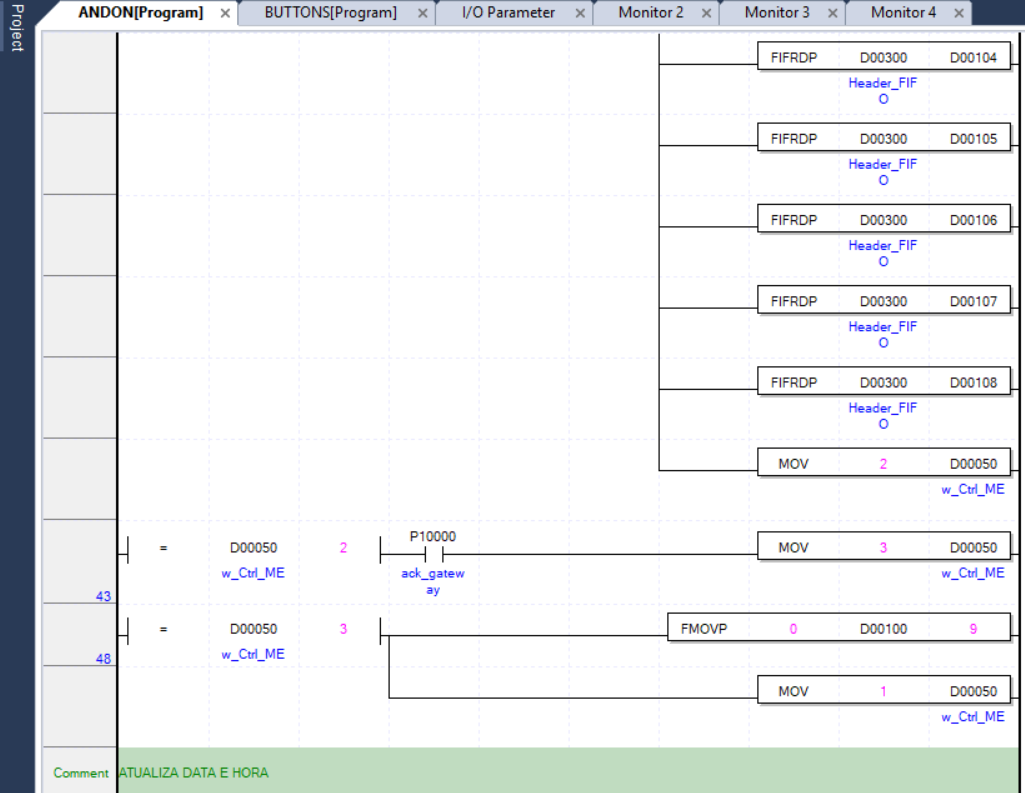 Project
ANDON[Program]
BUTTONS[Program]
I/O Parameter
Monitor 2
Monitor 3
Monitor 4
FIFRDP D00300 D00104
Header_FIF
O
FIFRDP D00300 D00105
Header_FIF
O
FIFRDP D00300 D00106
Header_FIF
O
FIFRDP D00300 D00107
Header_FIF
O
FIFRDP D00300 D00108
Header_FIF
O
MOV 2 D00050
w_Ctrl_ME
P10000
= D00050 2 MOV 3 D00050
w_Ctrl_ME ack_gatew w_Ctrl_ME
ay
43
= D00050 3 FMOVP 0 D00100 9
w_Ctrl_ME
48
MOV 1 D00050
w_Ctrl_ME
Comment ATUALIZA DATA E HORA